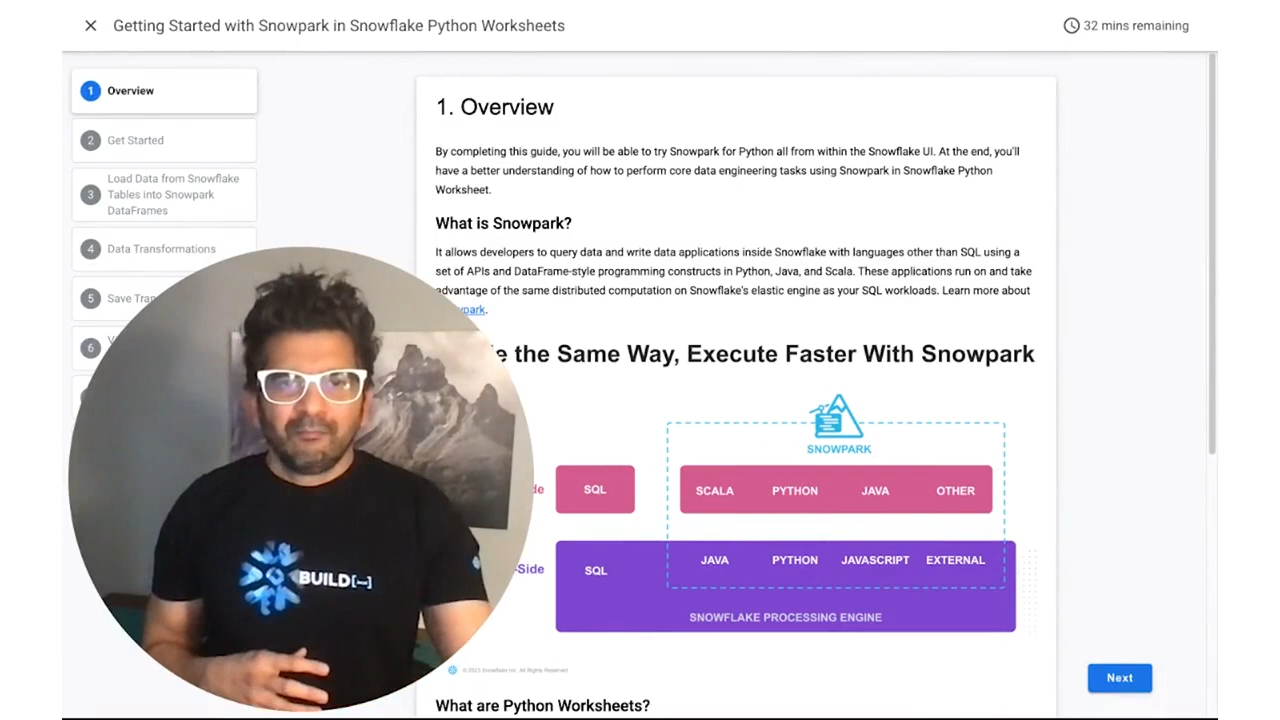 Getting Started with Snowpark in Snowflake Python Worksheets
32 mins remaining
1 Overview
2 Get Started
3 Load Data from Snowflake
Tables into Snowpark
DataFrames
4 Data Transformations
5 Save
6
1. Overview
By completing this guide, you will be able to try Snowpark for Python all from within the Snowflake UI. At the end, you'll
have a better understanding of how to perform core data engineering tasks using Snowpark in Snowflake Python
Worksheet.
What is Snowpark?
It allows developers to query data and write data applications inside Snowflake with languages other than SQL using a
set of APIs and DataFrame-style programming constructs in Python, Java, and Scala. These applications run on and take
advantage of the same distributed computation on Snowflake's elastic engine as your SQL workloads. Learn more about
the Same Way, Execute Faster With Snowpark
SNOWPARK
SQL
SCALA PYTHON JAVA OTHER
-Side
SQL
JAVA PYTHON JAVASCRIPT EXTERNAL
SNOWFLAKE PROCESSING ENGINE
© 2023 Snowflake Inc. All Rights Reserved
What are Python Worksheets?
Next
BUILD